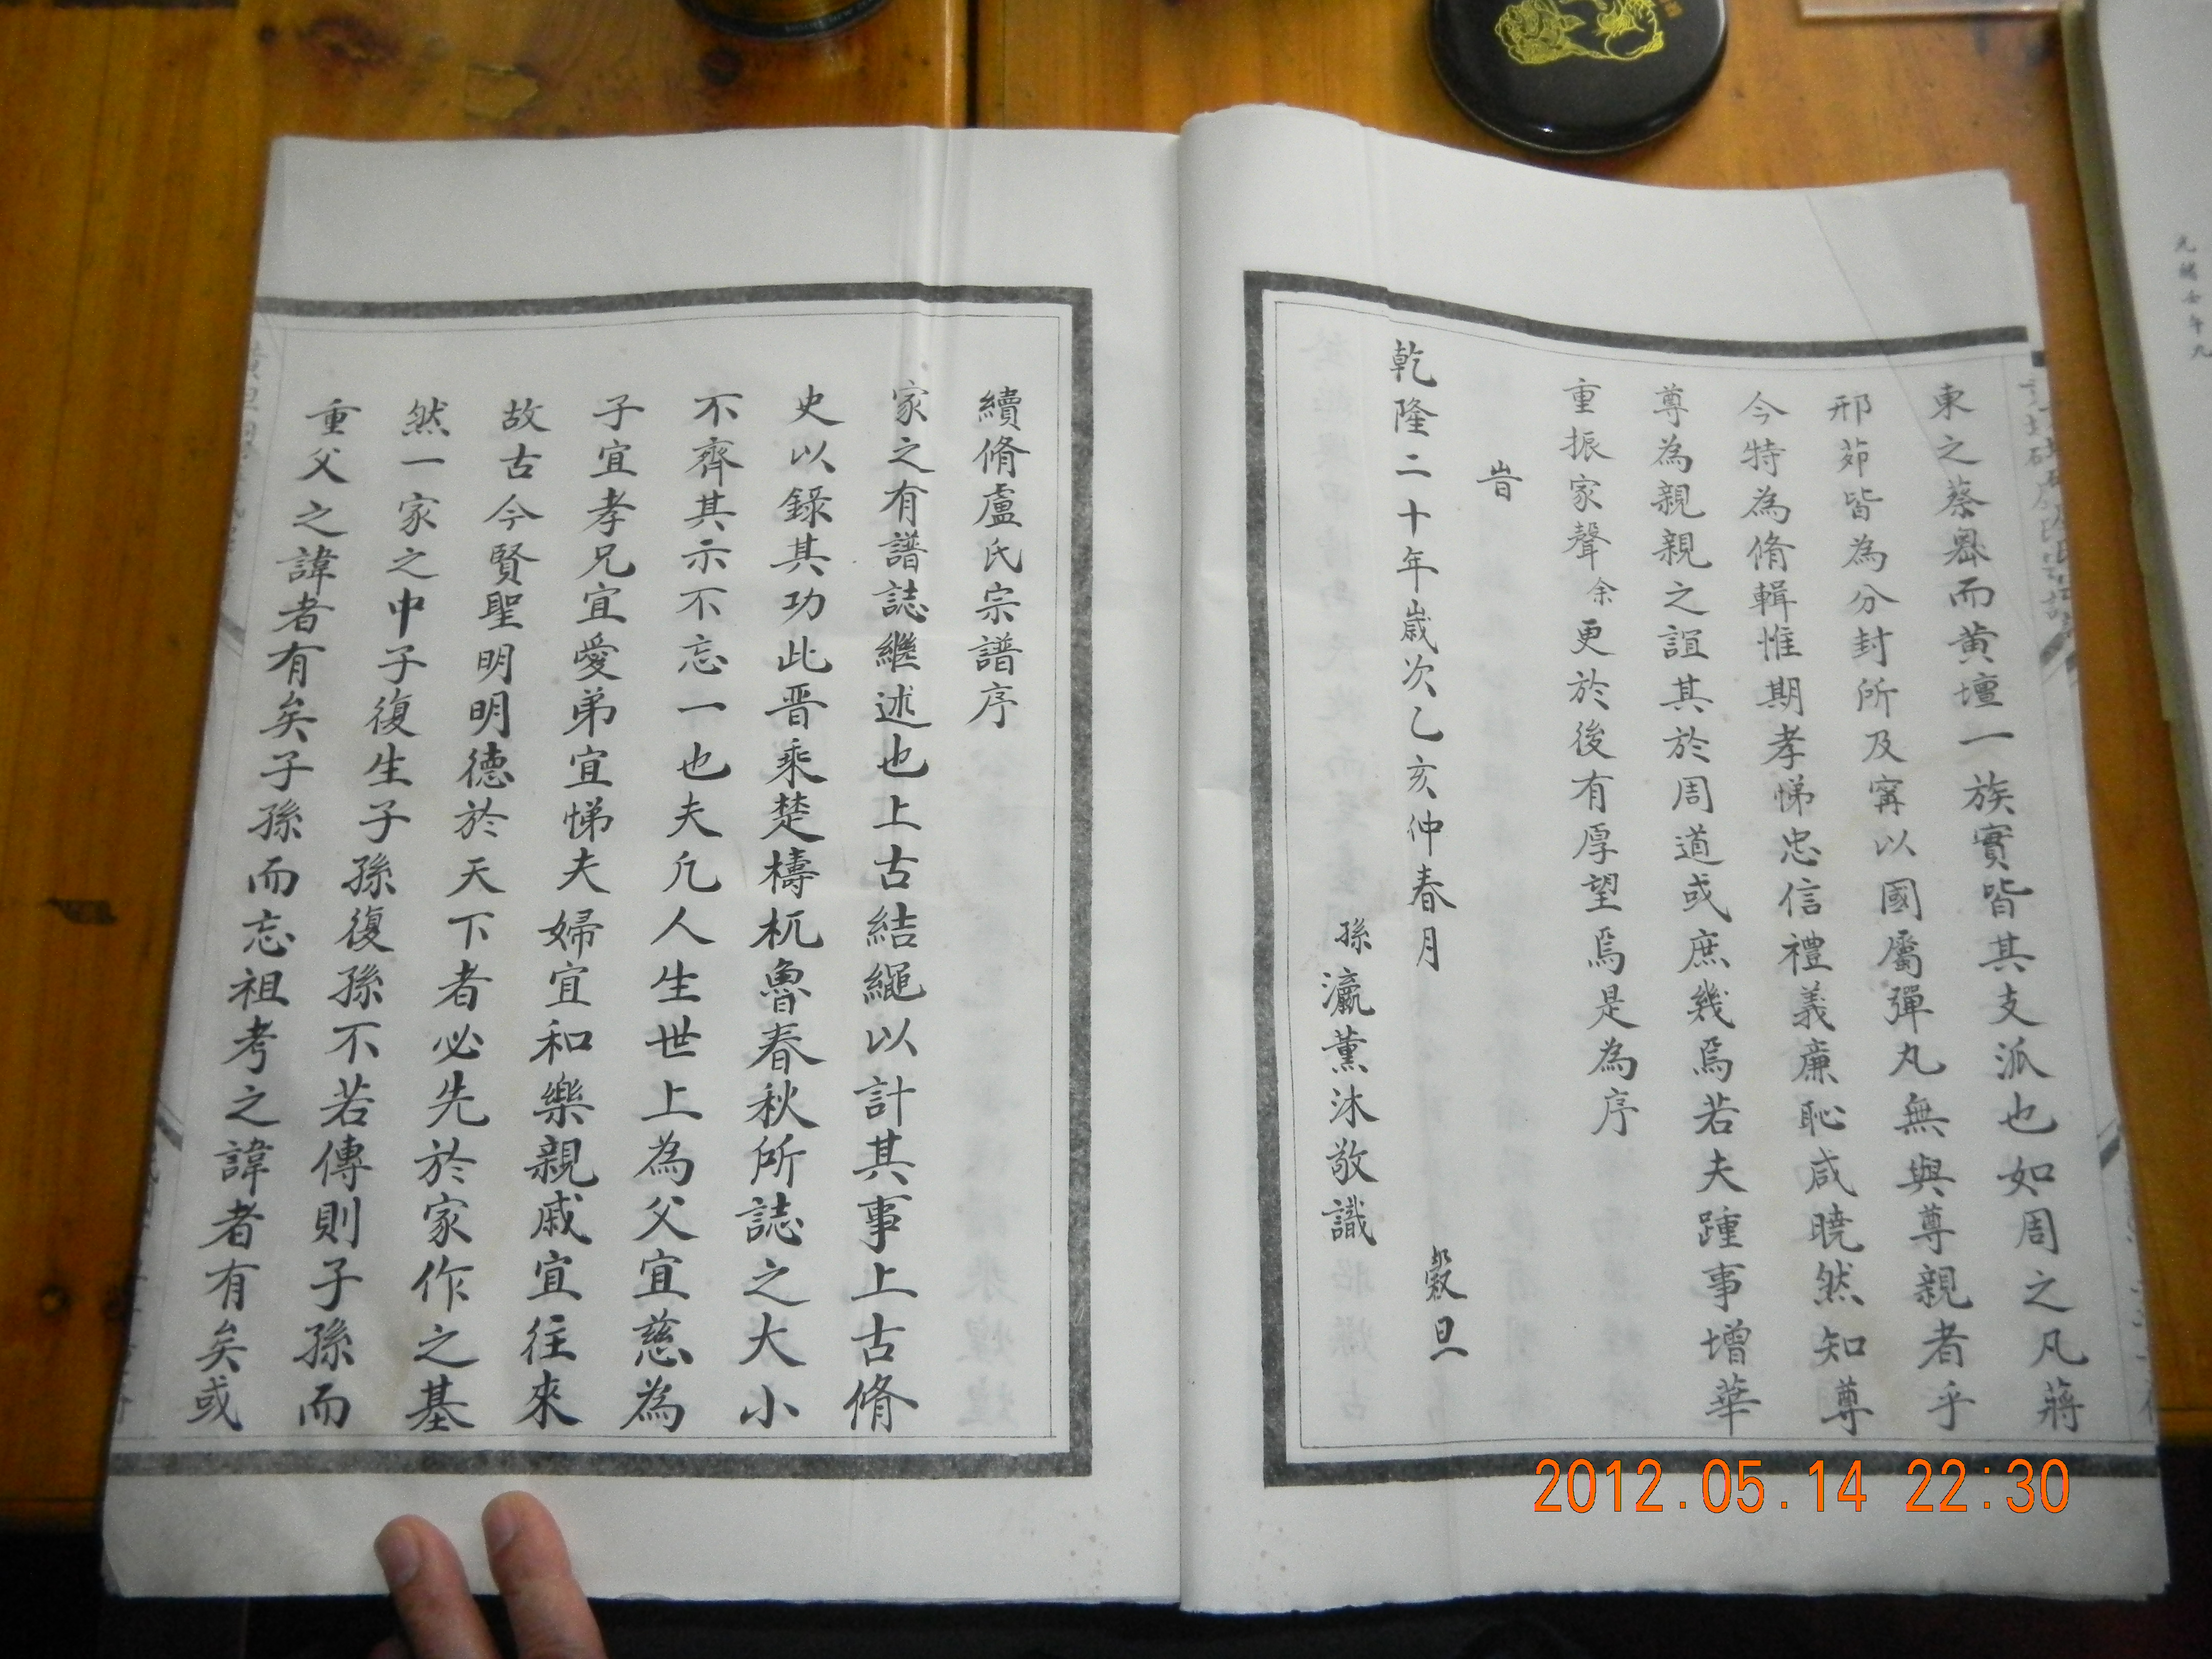 東之蔡嶴而黄壇一族實皆其支派也如周之凡蔣
邢茆皆為分封所及寗以國屬彈丸無與尊親者乎
今特為脩輯惟期孝悌忠信禮義廉恥咸曉然知尊
尊為親親之誼其於周道或庶幾焉若夫踵事增華
重振家聲余更於後有厚望焉是為序
旹
乾隆二十年歲次乙亥仲春月 穀旦
孫瀛薰沐敬識
續脩盧氏宗譜序
家之有譜誌繼述也上古結繩以計其事上古脩
史以錄其功此晋乘楚檮杌魯春秋所誌之大小
不齊其示不忘一也夫凢人生世上為父宜慈為
子宜孝兄宜愛弟宜悌夫婦宜和樂親戚宜往來
故古今賢聖明明德於天下者必先於家作之基
然一家之中子復生子孫復孫不若傳則子孫而
重父之諱者有矣子孫而忘祖考之諱者有矣或
2012.05.14 22:30